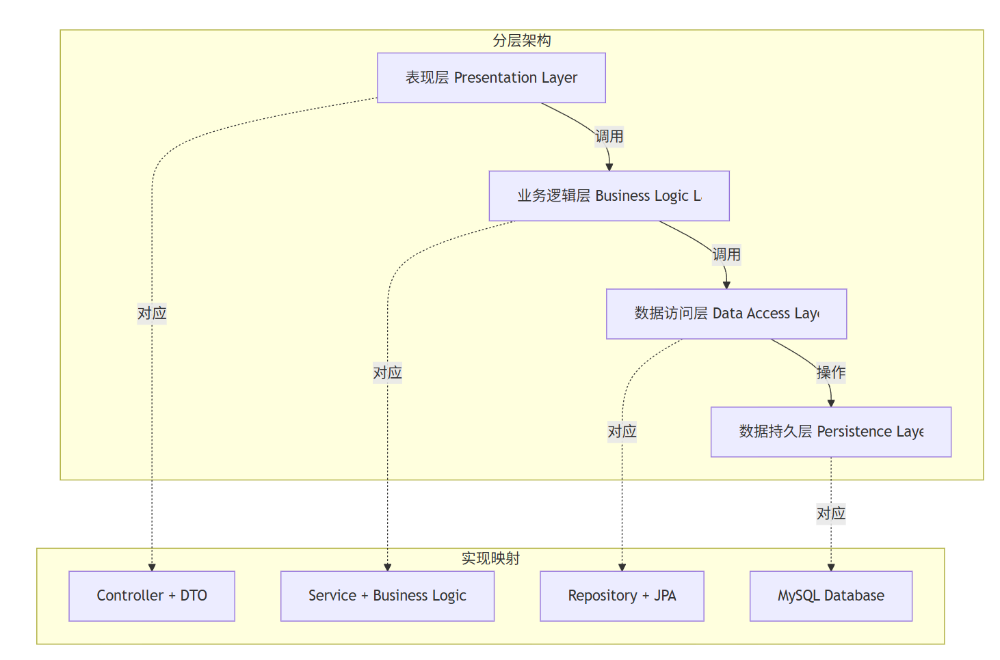 分层架构
表现层 Presentation Layer
调用
业务逻辑层 Business Logic L
调用
数据访问层 Data Access Laye
对应
对应
操作
对应
数据持久层 Persistence Laye
对应
实现映射
Controller + DTO
Service + Business Logic
Repository + JPA
MySQL Database